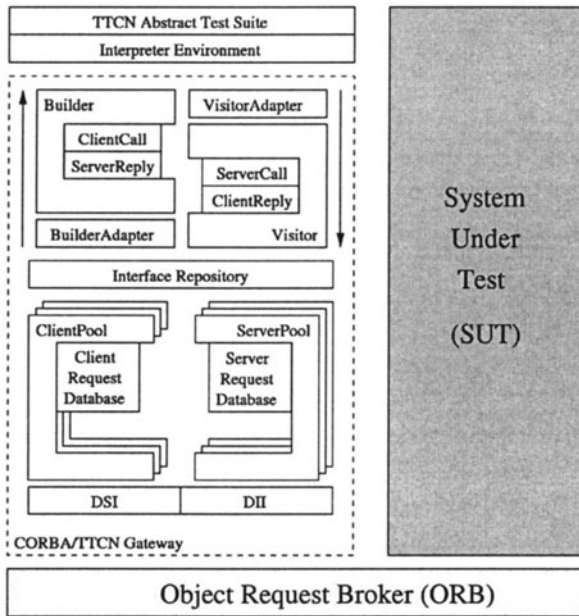 TTCN Abstract Test Suite
Interpreter Environment
Builder
VisitorAdapter
ClientCall
ServerReply
ServerCall
ClientReply
BuilderAdapter
Visitor
Interface Repository
ClientPool
ServerPool
Client
Request
Database
Server
Request
Database
DSI
DII
CORBA/TTCN Gateway
System
Under
Test
(SUT)
Object Request Broker (ORB)